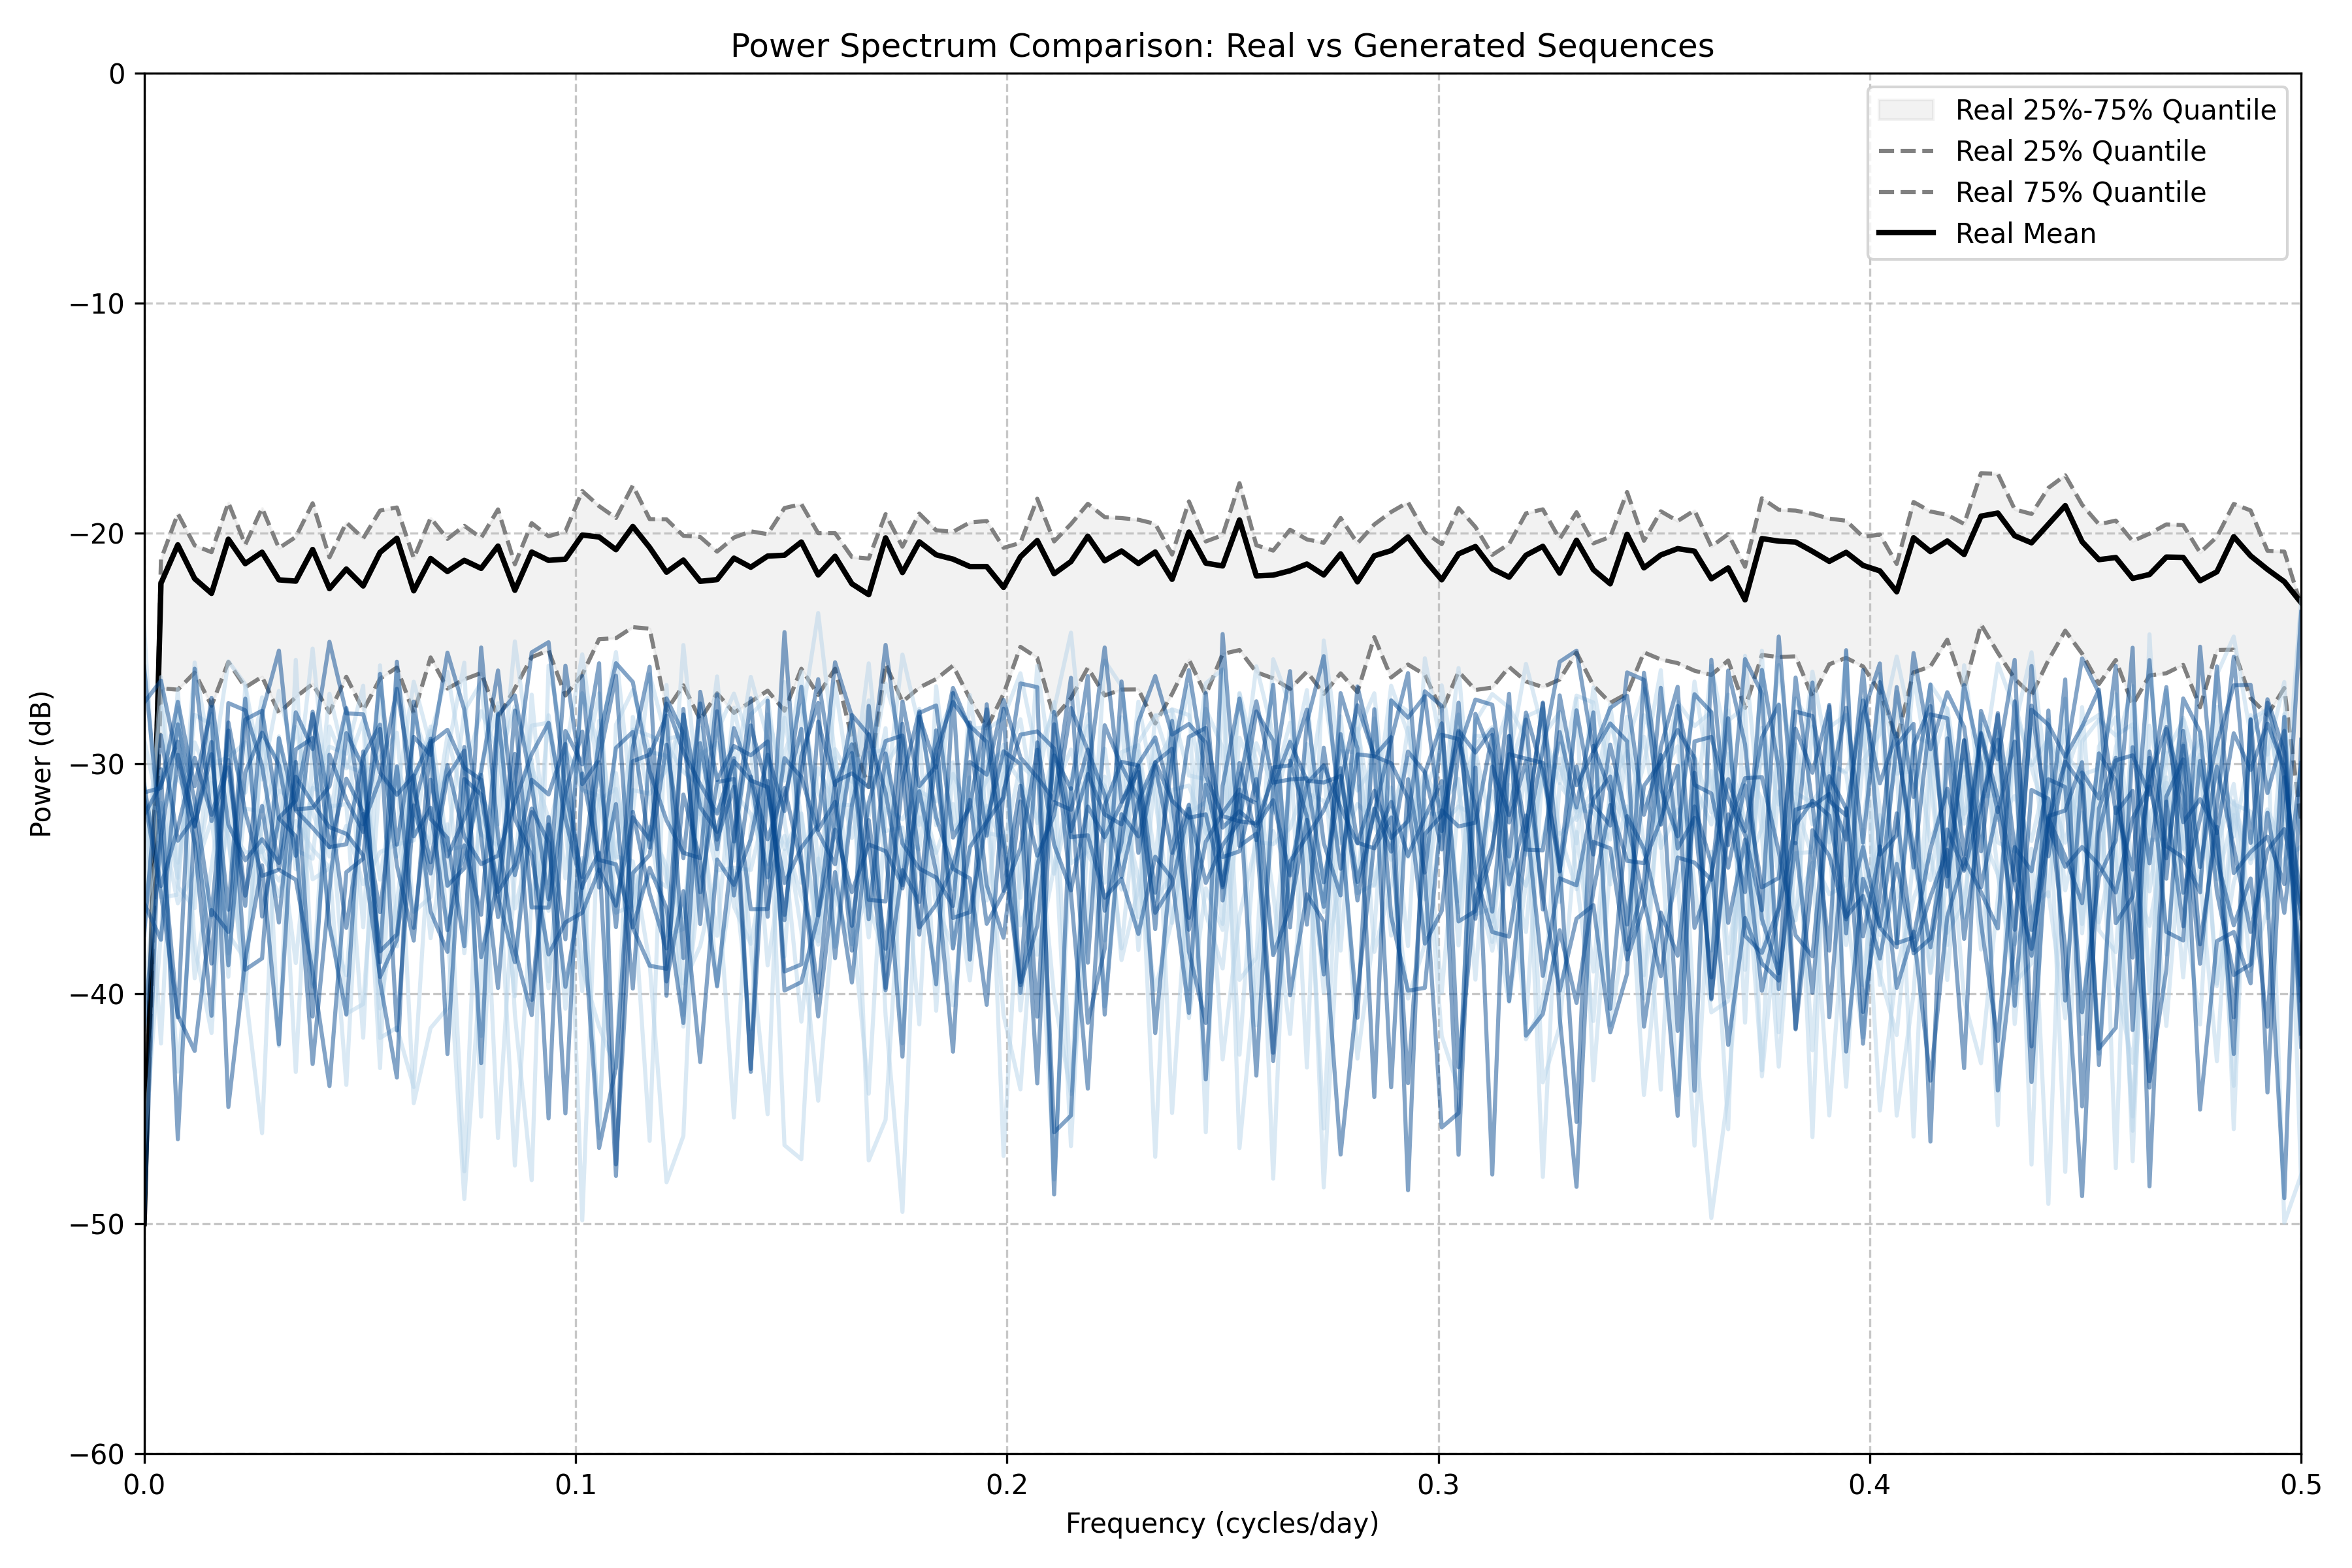 Power Spectrum Comparison: Real vs Generated Sequences
Real 25%-75% Quantile
Real 25% Quantile
Real 75% Quantile
Real Mean
0
−10
−20
−30
−40
−50
−60
Power (dB)
0.0 0.1 0.2 0.3 0.4 0.5
Frequency (cycles/day)